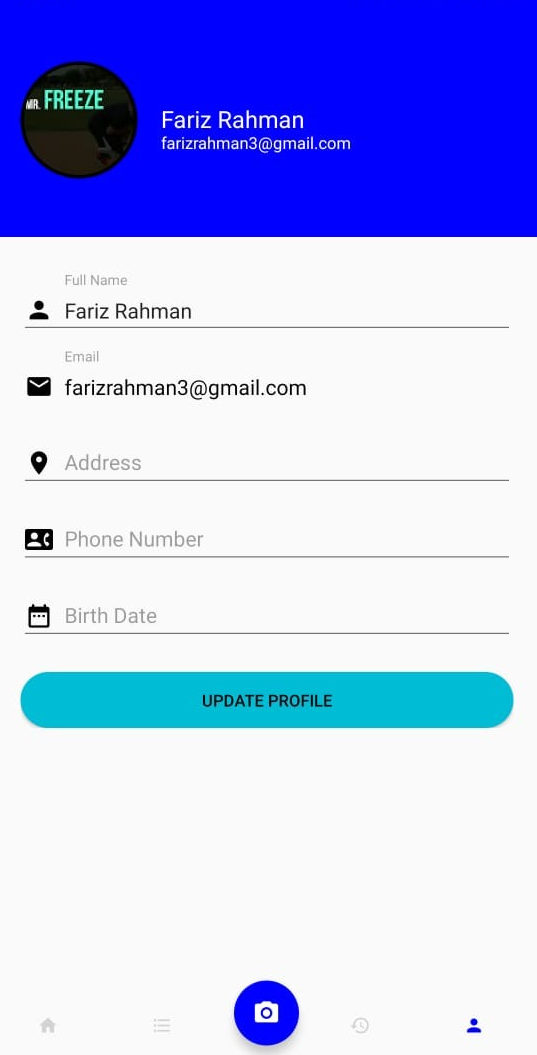 MR. FREEZE
Fariz Rahman
farizrahman3@gmail.com
Full Name
Fariz Rahman
Email
farizrahman3@gmail.com
Address
Phone Number
Birth Date
UPDATE PROFILE